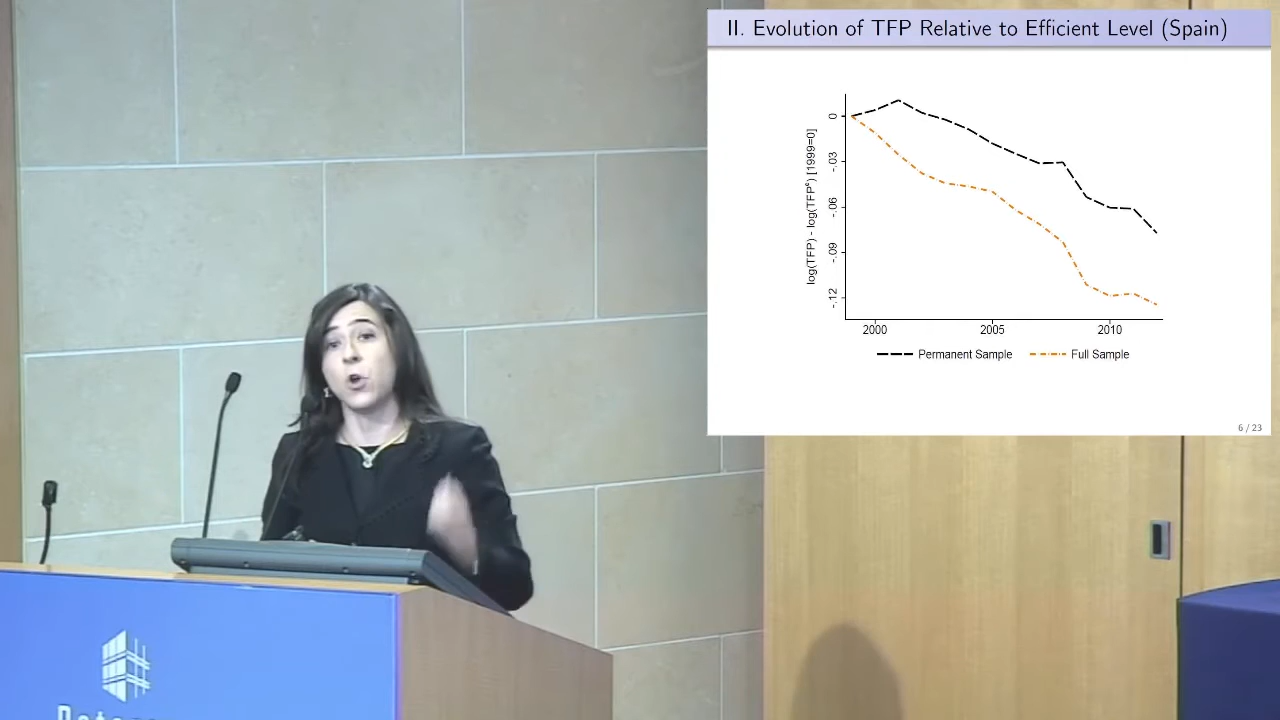 II. Evolution of TFP Relative to Efficient Level (Spain)
log(TFP) - log(TFPᵉ) [1999=0]
0
-.03
-.06
-.09
-.12
2000
2005
2010
Permanent Sample
Full Sample
6 / 23